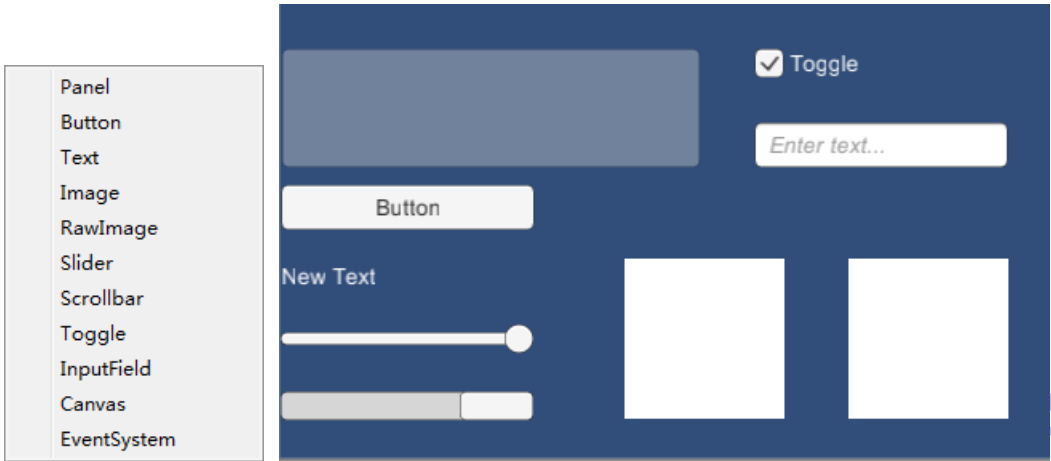 Panel
Button
Text
Image
RawImage
Slider
Scrollbar
Toggle
InputField
Canvas
EventSystem
Toggle
Enter text...
Button
New Text